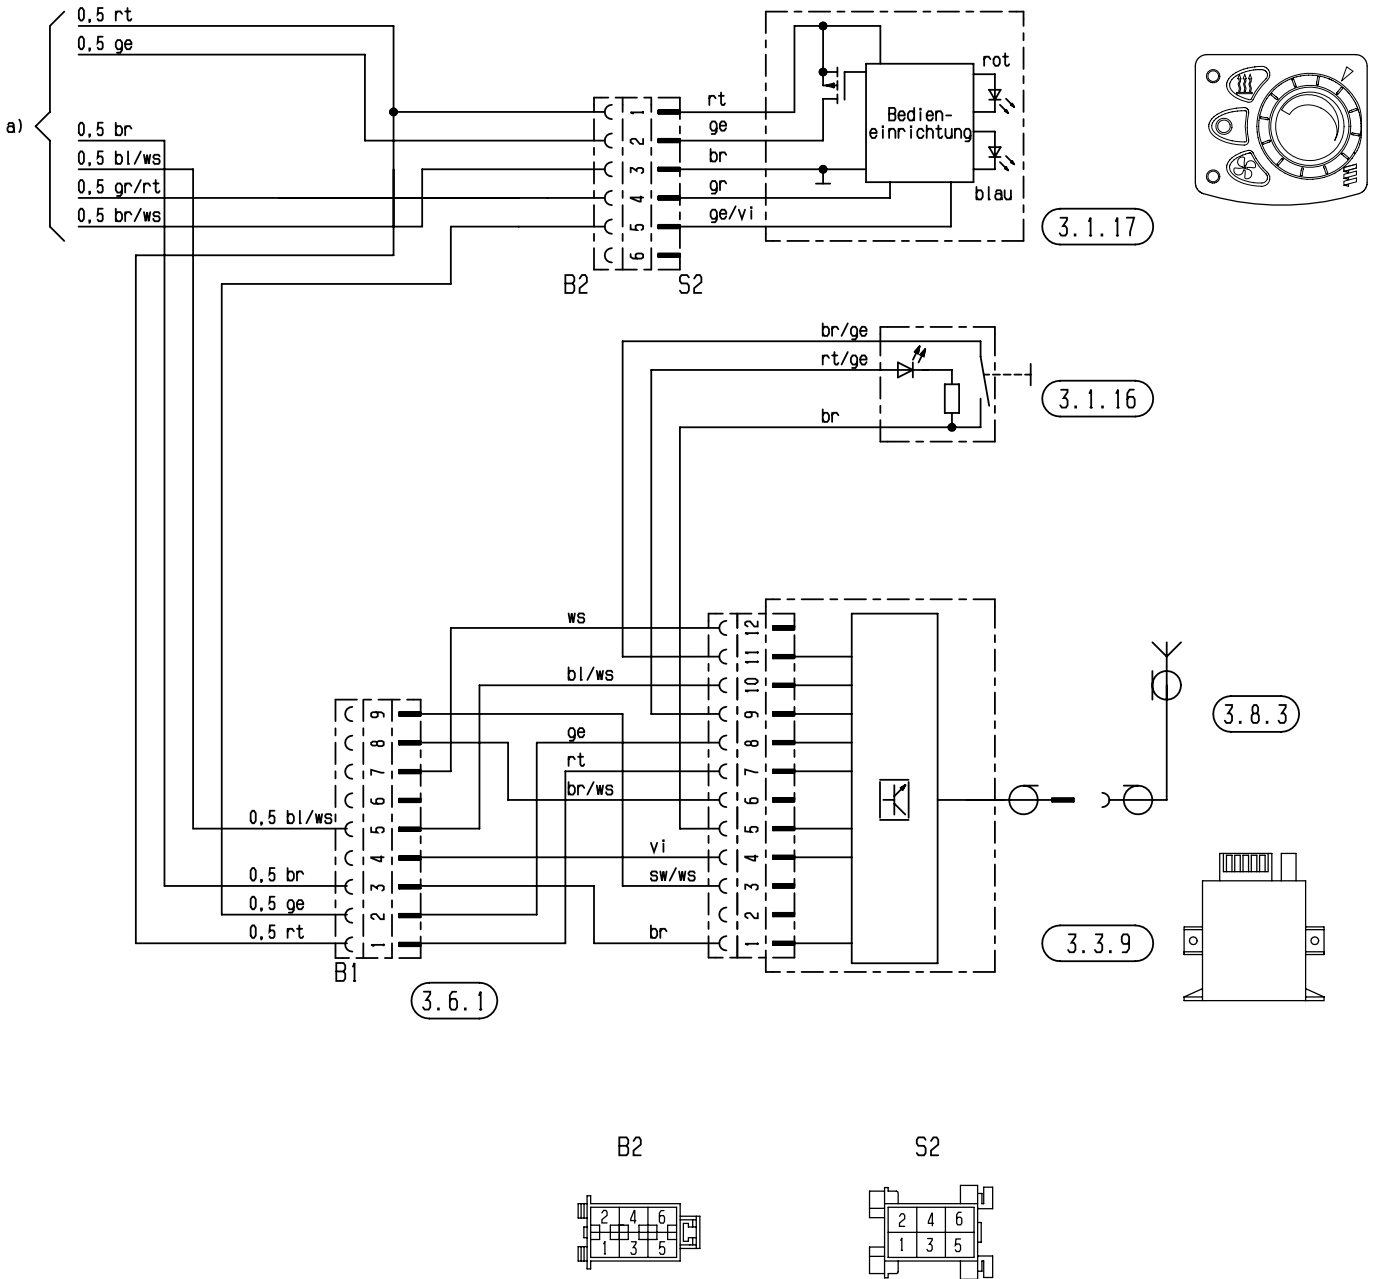 0,5 rt
0,5 ge
a)
0,5 br
0,5 bl/ws
0,5 gr/rt
0,5 br/ws
1
2
3
4
5
6
B2
S2
rt
ge
br
gr
ge/vi
Bedien-
einrichtung
rot
blau
3.1.17
br/ge
rt/ge
br
3.1.16
ws
bl/ws
ge
rt
br/ws
vi
sw/ws
br
12
11
10
9
8
7
6
5
4
3
2
1
3.8.3
3.3.9
9
8
7
6
5
4
3
2
1
0,5 bl/ws
0,5 br
0,5 ge
0,5 rt
B1
3.6.1
B2
2 4 6
1 3 5
S2
2 4 6
1 3 5